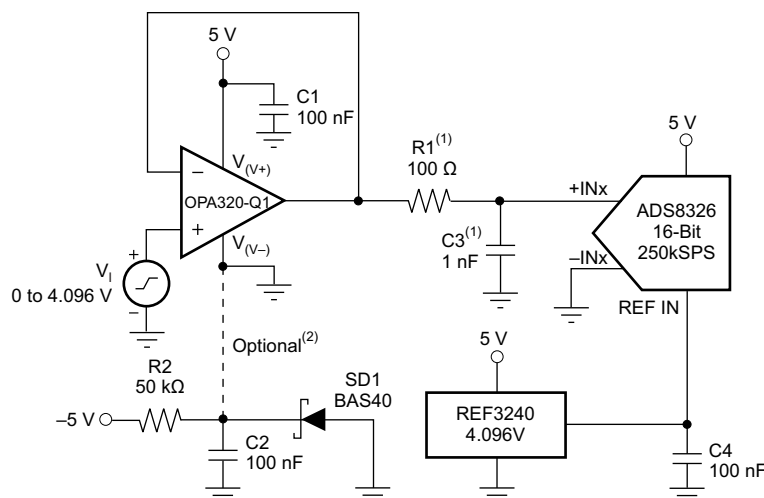 5 V
C1
100 nF
R1(1)
100 Ω
5 V
V(V+)
−
OPA320-Q1
+
+INx
ADS8326
16-Bit
250kSPS
V(V–)
C3(1)
1 nF
–INx
+
VI
0 to 4.096 V
−
REF IN
Optional(2)
5 V
R2
50 kΩ
SD1
BAS40
–5 V
REF3240
4.096V
C2
100 nF
C4
100 nF